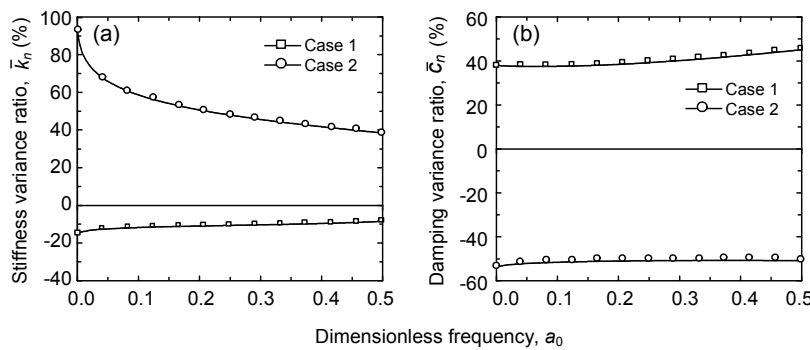 (a)
Case 1
Case 2
Stiffness variance ratio, k̄n (%)
100
80
60
40
20
0
-20
-40
0.0 0.1 0.2 0.3 0.4 0.5
(b)
Case 1
Case 2
Damping variance ratio, c̄n (%)
60
40
20
0
-20
-40
-60
0.0 0.1 0.2 0.3 0.4 0.5
Dimensionless frequency, a0